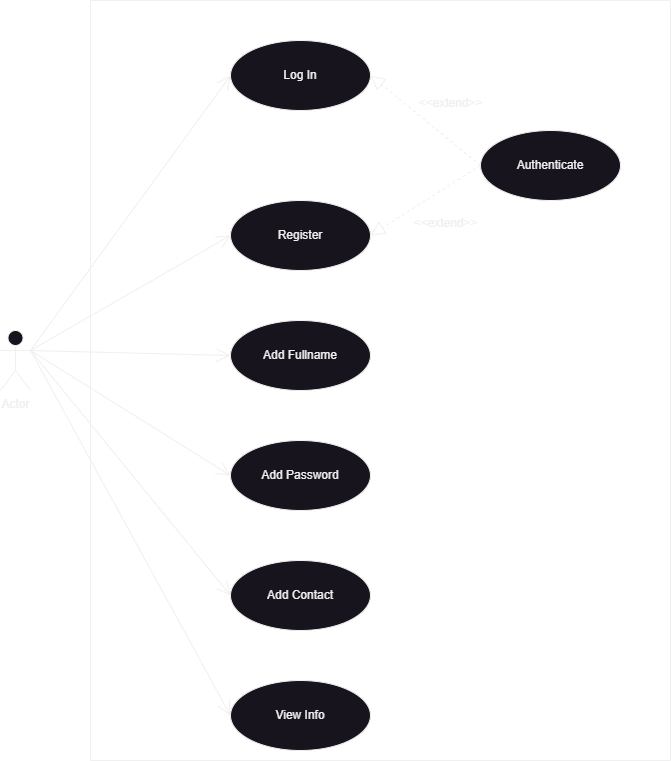 Log In
<<extend>>
Authenticate
Register
<<extend>>
Add Fullname
Actor
Add Password
Add Contact
View Info